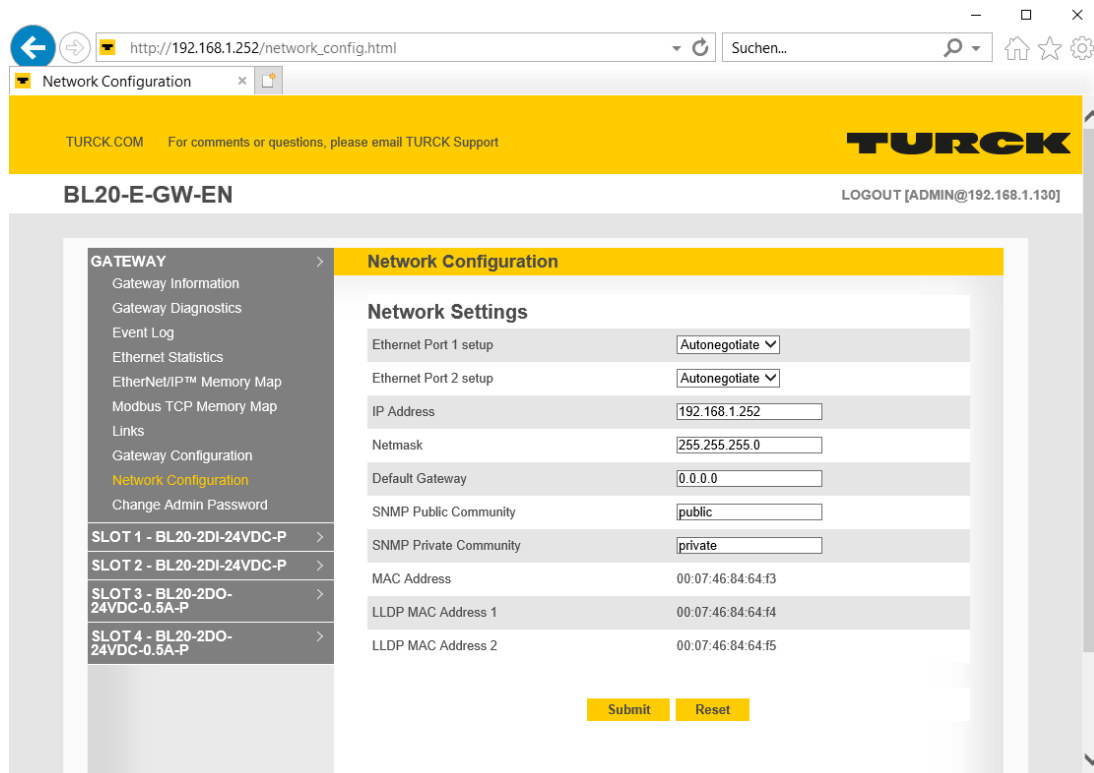 http://192.168.1.252/network_config.html
Suchen...
Network Configuration
TURCK.COM For comments or questions, please email TURCK Support
TURCK
BL20-E-GW-EN
LOGOUT [ADMIN@192.168.1.130]
GATEWAY
Gateway Information
Gateway Diagnostics
Event Log
Ethernet Statistics
EtherNet/IP™ Memory Map
Modbus TCP Memory Map
Links
Gateway Configuration
Network Configuration
Change Admin Password
SLOT 1 - BL20-2DI-24VDC-P
SLOT 2 - BL20-2DI-24VDC-P
SLOT 3 - BL20-2DO-
24VDC-0.5A-P
SLOT 4 - BL20-2DO-
24VDC-0.5A-P
Network Configuration
Network Settings
Ethernet Port 1 setup Autonegotiate
Ethernet Port 2 setup Autonegotiate
IP Address 192.168.1.252
Netmask 255.255.255.0
Default Gateway 0.0.0.0
SNMP Public Community public
SNMP Private Community private
MAC Address 00:07:46:84:64:f3
LLDP MAC Address 1 00:07:46:84:64:f4
LLDP MAC Address 2 00:07:46:84:64:f5
Submit Reset